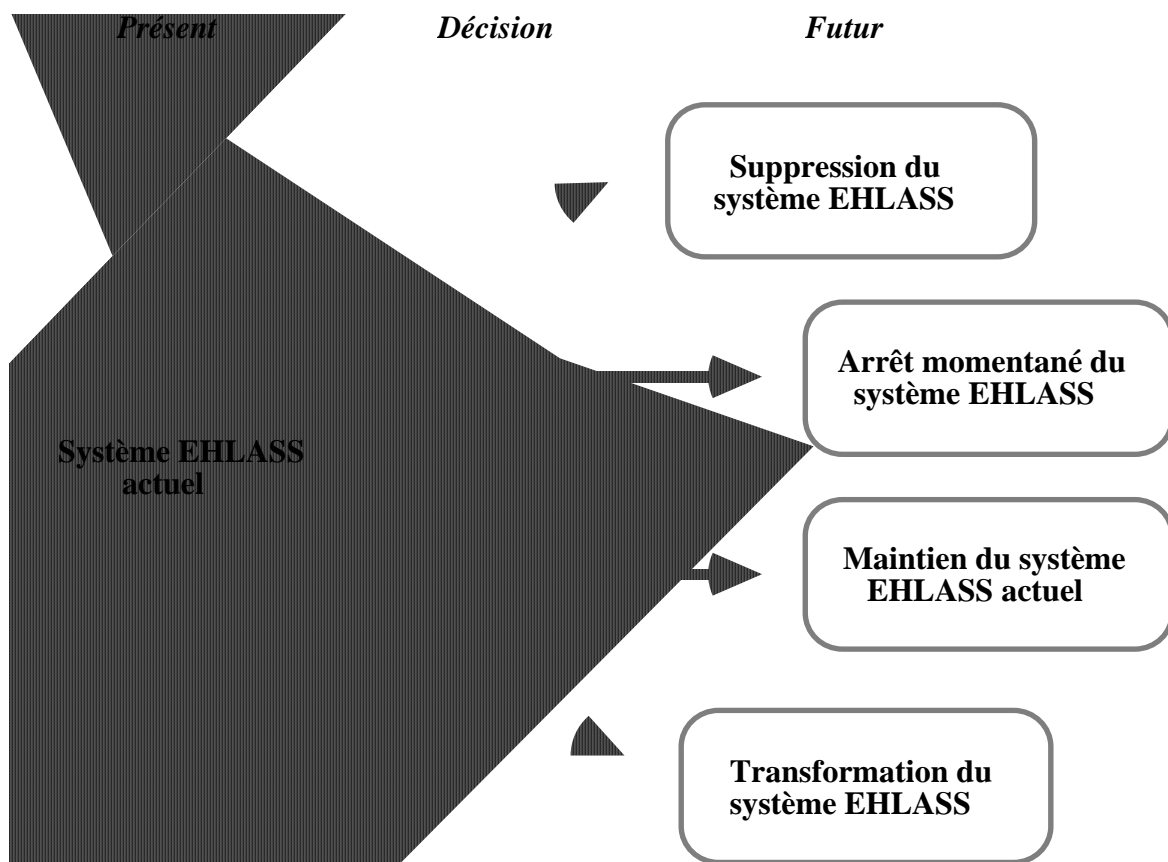 Présent Décision Futur
Suppression du
système EHLASS
Arrêt momentané du
système EHLASS
Système EHLASS
actuel
Maintien du système
EHLASS actuel
Transformation du
système EHLASS